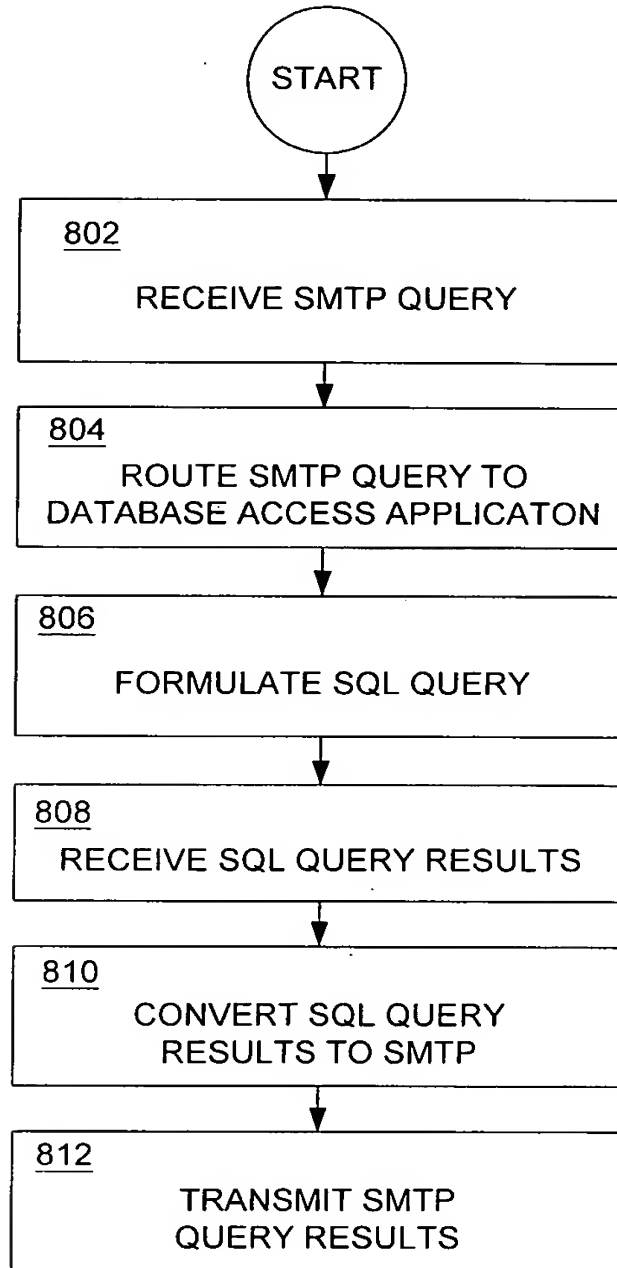 START
802
RECEIVE SMTP QUERY
804
ROUTE SMTP QUERY TO
DATABASE ACCESS APPLICATON
806
FORMULATE SQL QUERY
808
RECEIVE SQL QUERY RESULTS
810
CONVERT SQL QUERY
RESULTS TO SMTP
812
TRANSMIT SMTP
QUERY RESULTS